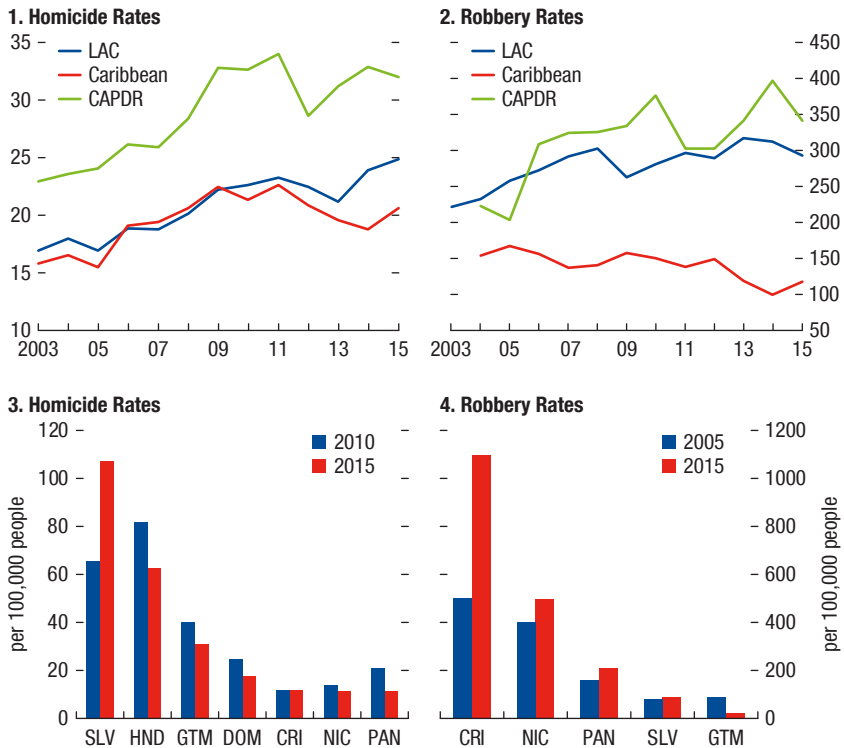 1. Homicide Rates
35
30
25
20
15
10
LAC
Caribbean
CAPDR
2003 05 07 09 11 13 15
2. Robbery Rates
LAC
Caribbean
CAPDR
450
400
350
300
250
200
150
100
50
2003 05 07 09 11 13 15
3. Homicide Rates
per 100,000 people
120
100
80
60
40
20
0
2010
2015
SLV HND GTM DOM CRI NIC PAN
4. Robbery Rates
2005
2015
1200
1000
800
600
400
200
0
per 100,000 people
CRI NIC PAN SLV GTM